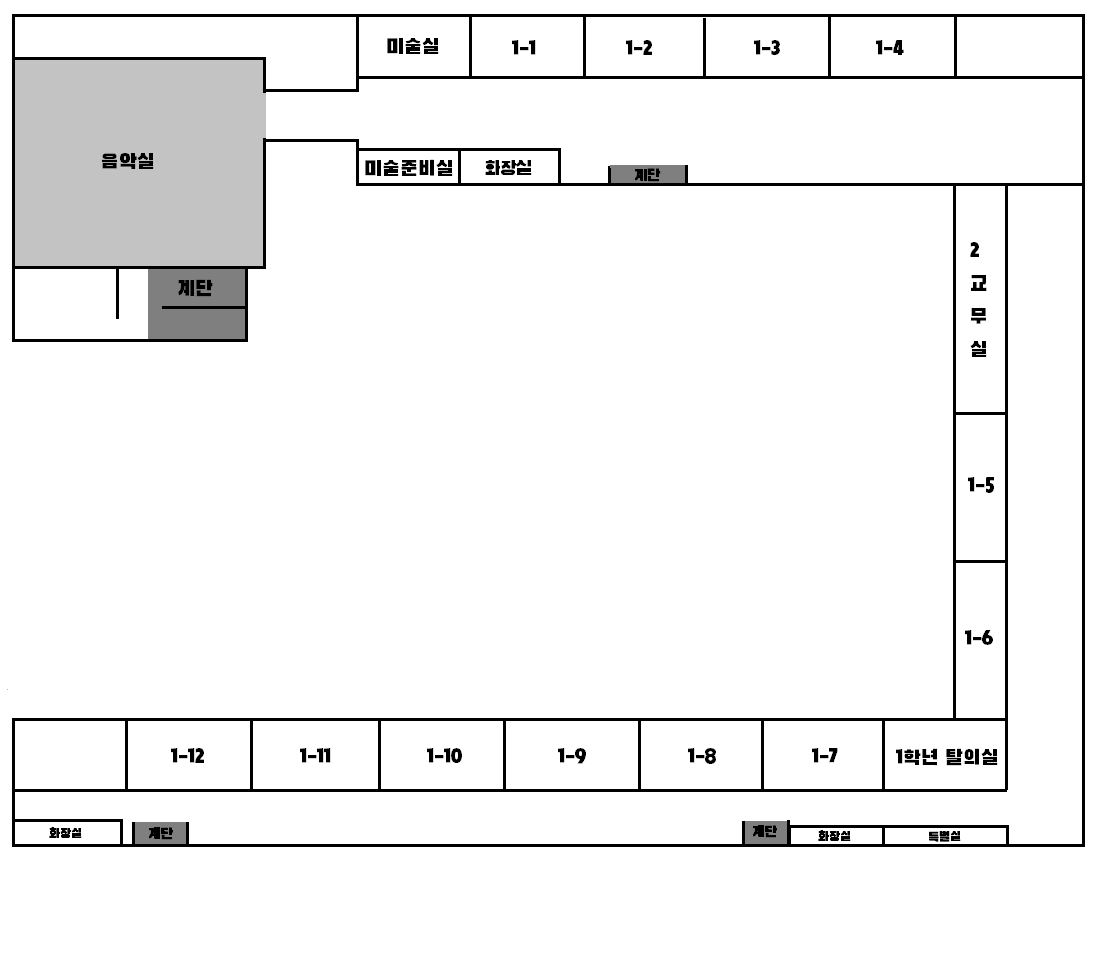 미술실
1-1
1-2
1-3
1-4
음악실
미술준비실
화장실
계단
계단
2
교
무
실
1-5
1-6
1-12
1-11
1-10
1-9
1-8
1-7
1학년 탈의실
화장실
계단
계단
화장실
특별실